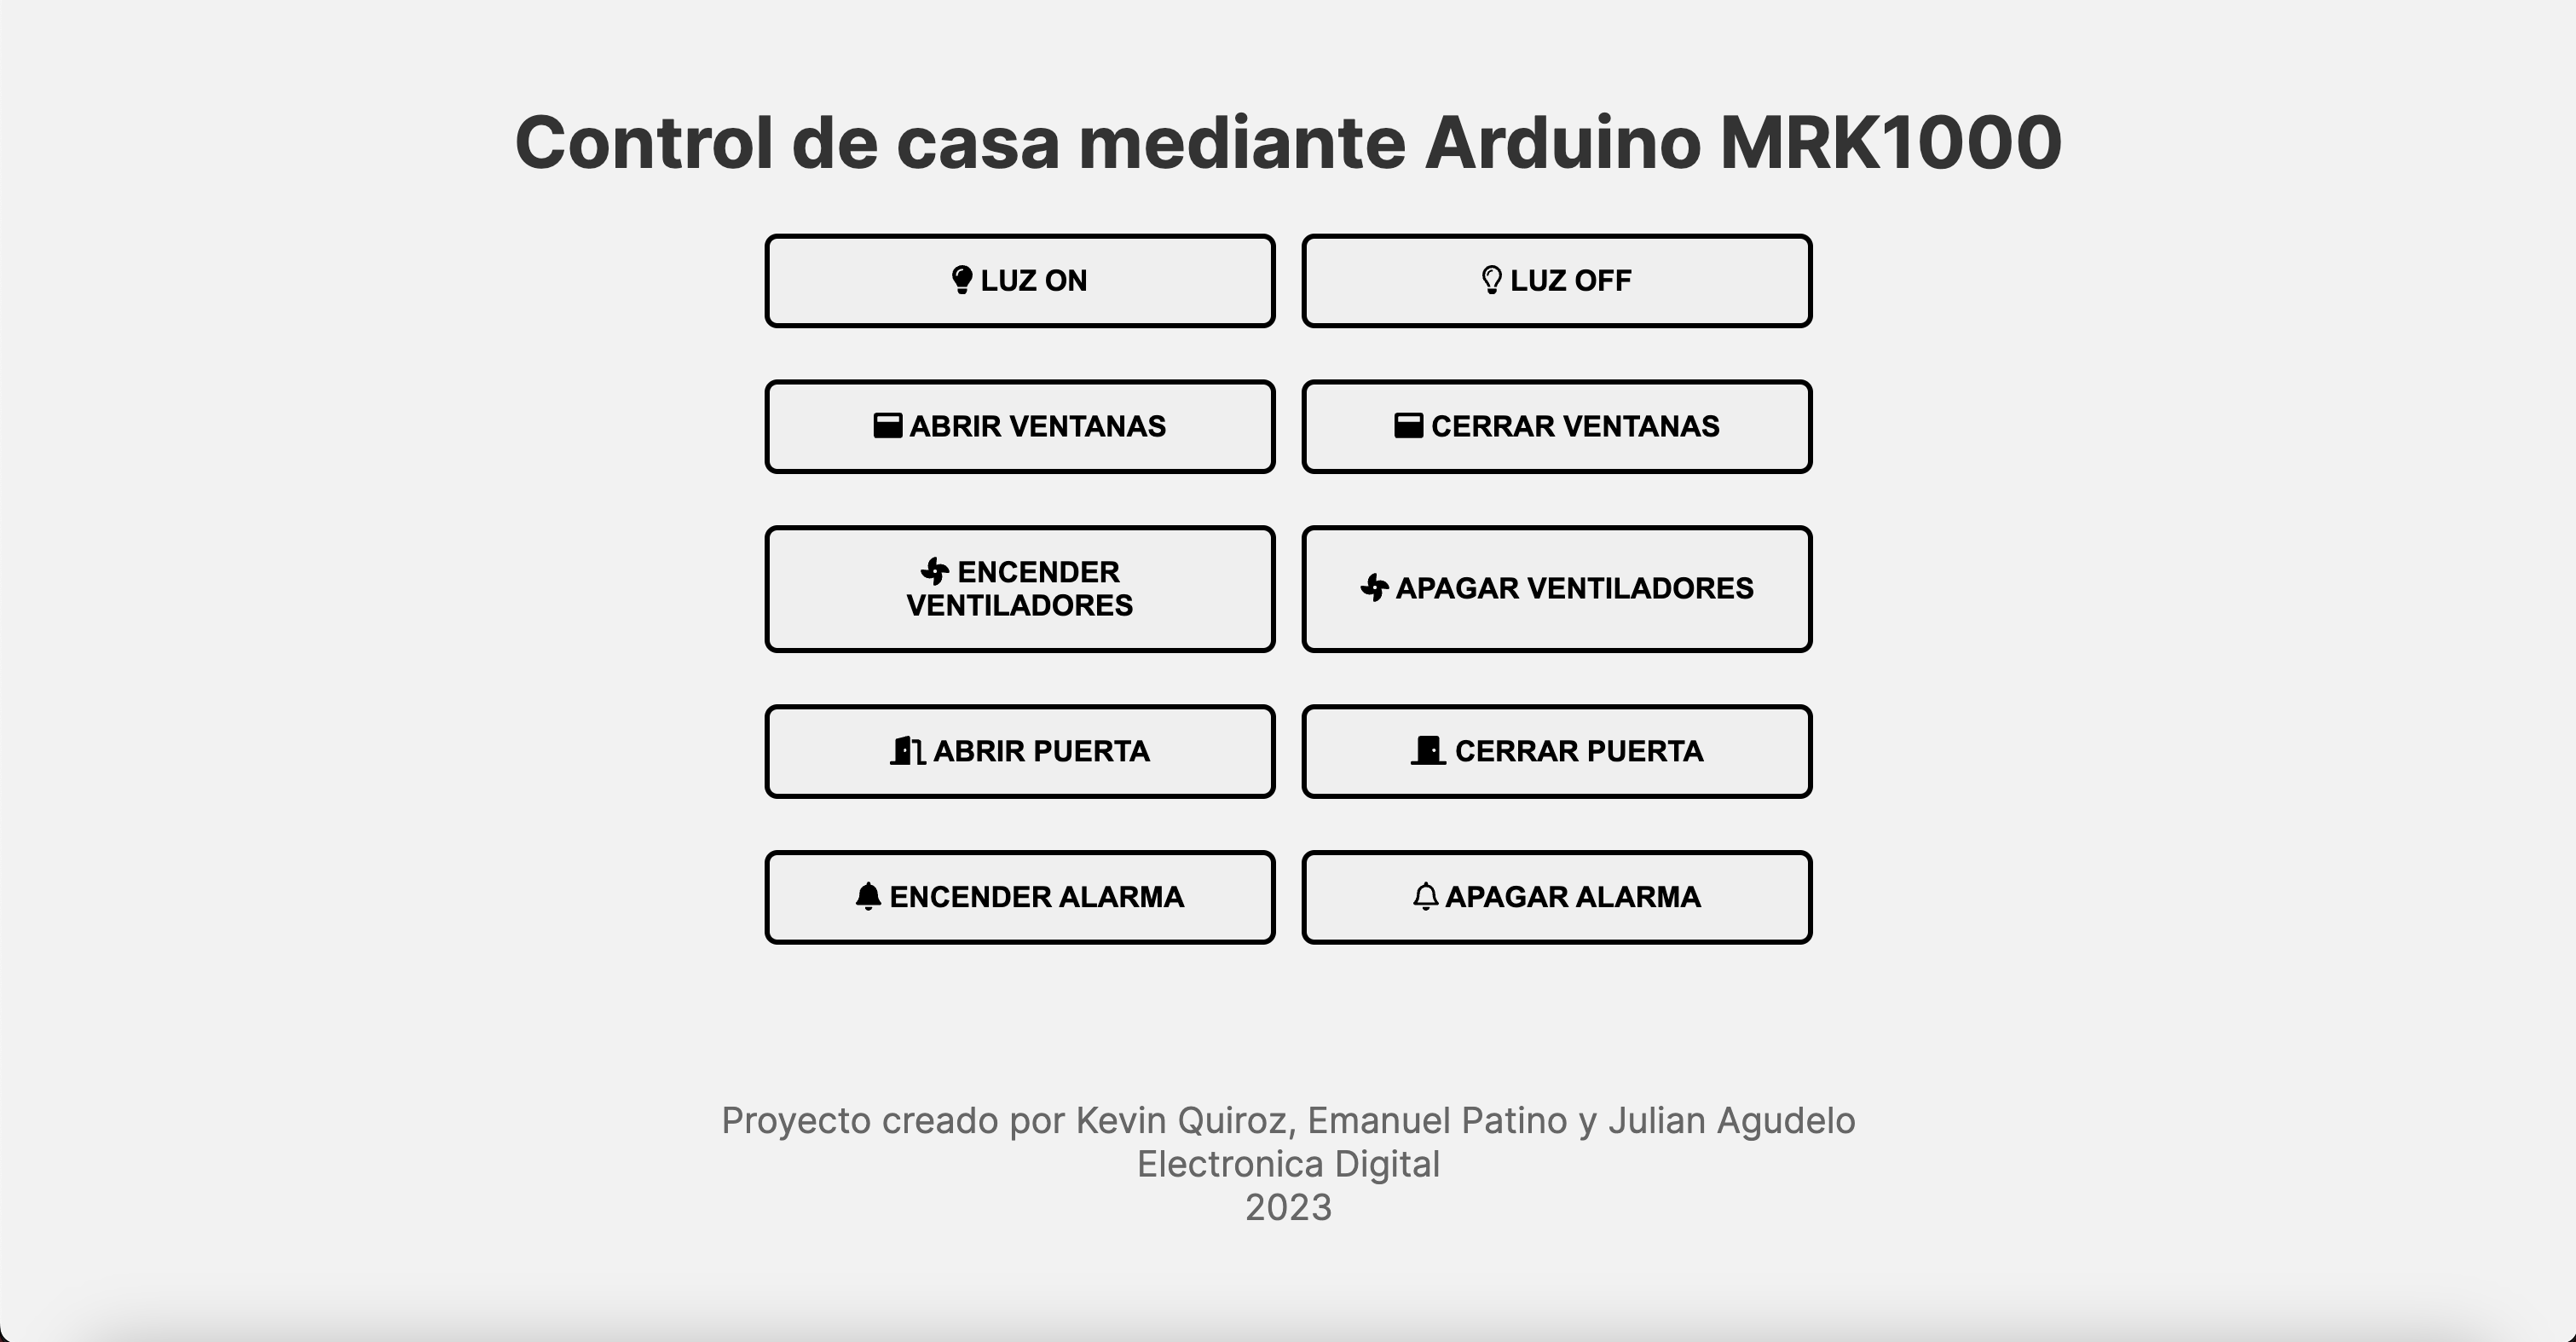 Control de casa mediante Arduino MRK1000
LUZ ON
LUZ OFF
ABRIR VENTANAS
CERRAR VENTANAS
ENCENDER
VENTILADORES
APAGAR VENTILADORES
ABRIR PUERTA
CERRAR PUERTA
ENCENDER ALARMA
APAGAR ALARMA
Proyecto creado por Kevin Quiroz, Emanuel Patino y Julian Agudelo
Electronica Digital
2023